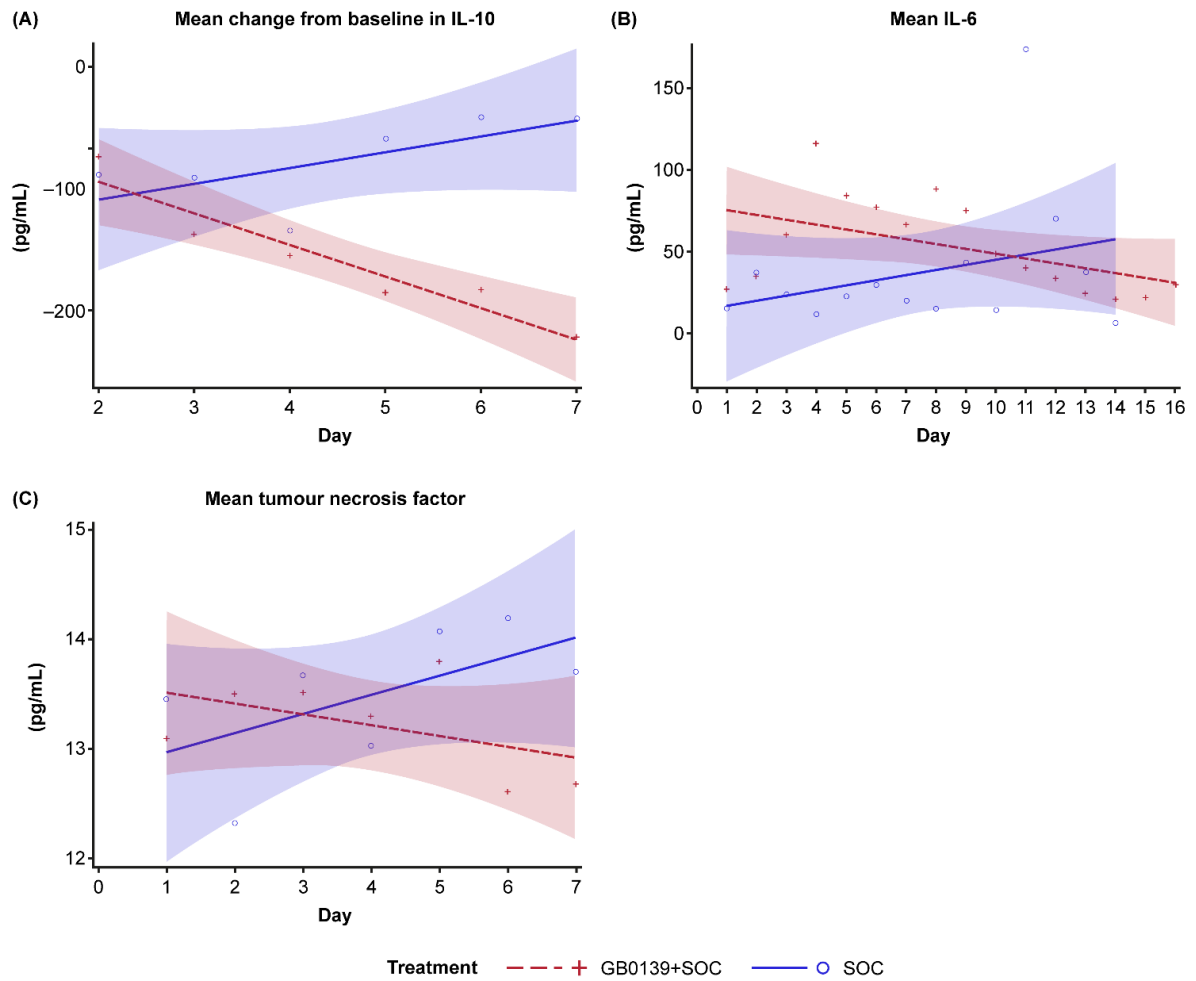 (A) Mean change from baseline in IL-10
0
–100
–200
(pg/mL)
2 3 4 5 6 7
Day
(B) Mean IL-6
150
100
50
0
(pg/mL)
0 1 2 3 4 5 6 7 8 9 10 11 12 13 14 15 16
Day
(C) Mean tumour necrosis factor
15
14
13
12
(pg/mL)
0 1 2 3 4 5 6 7
Day
Treatment GB0139+SOC SOC